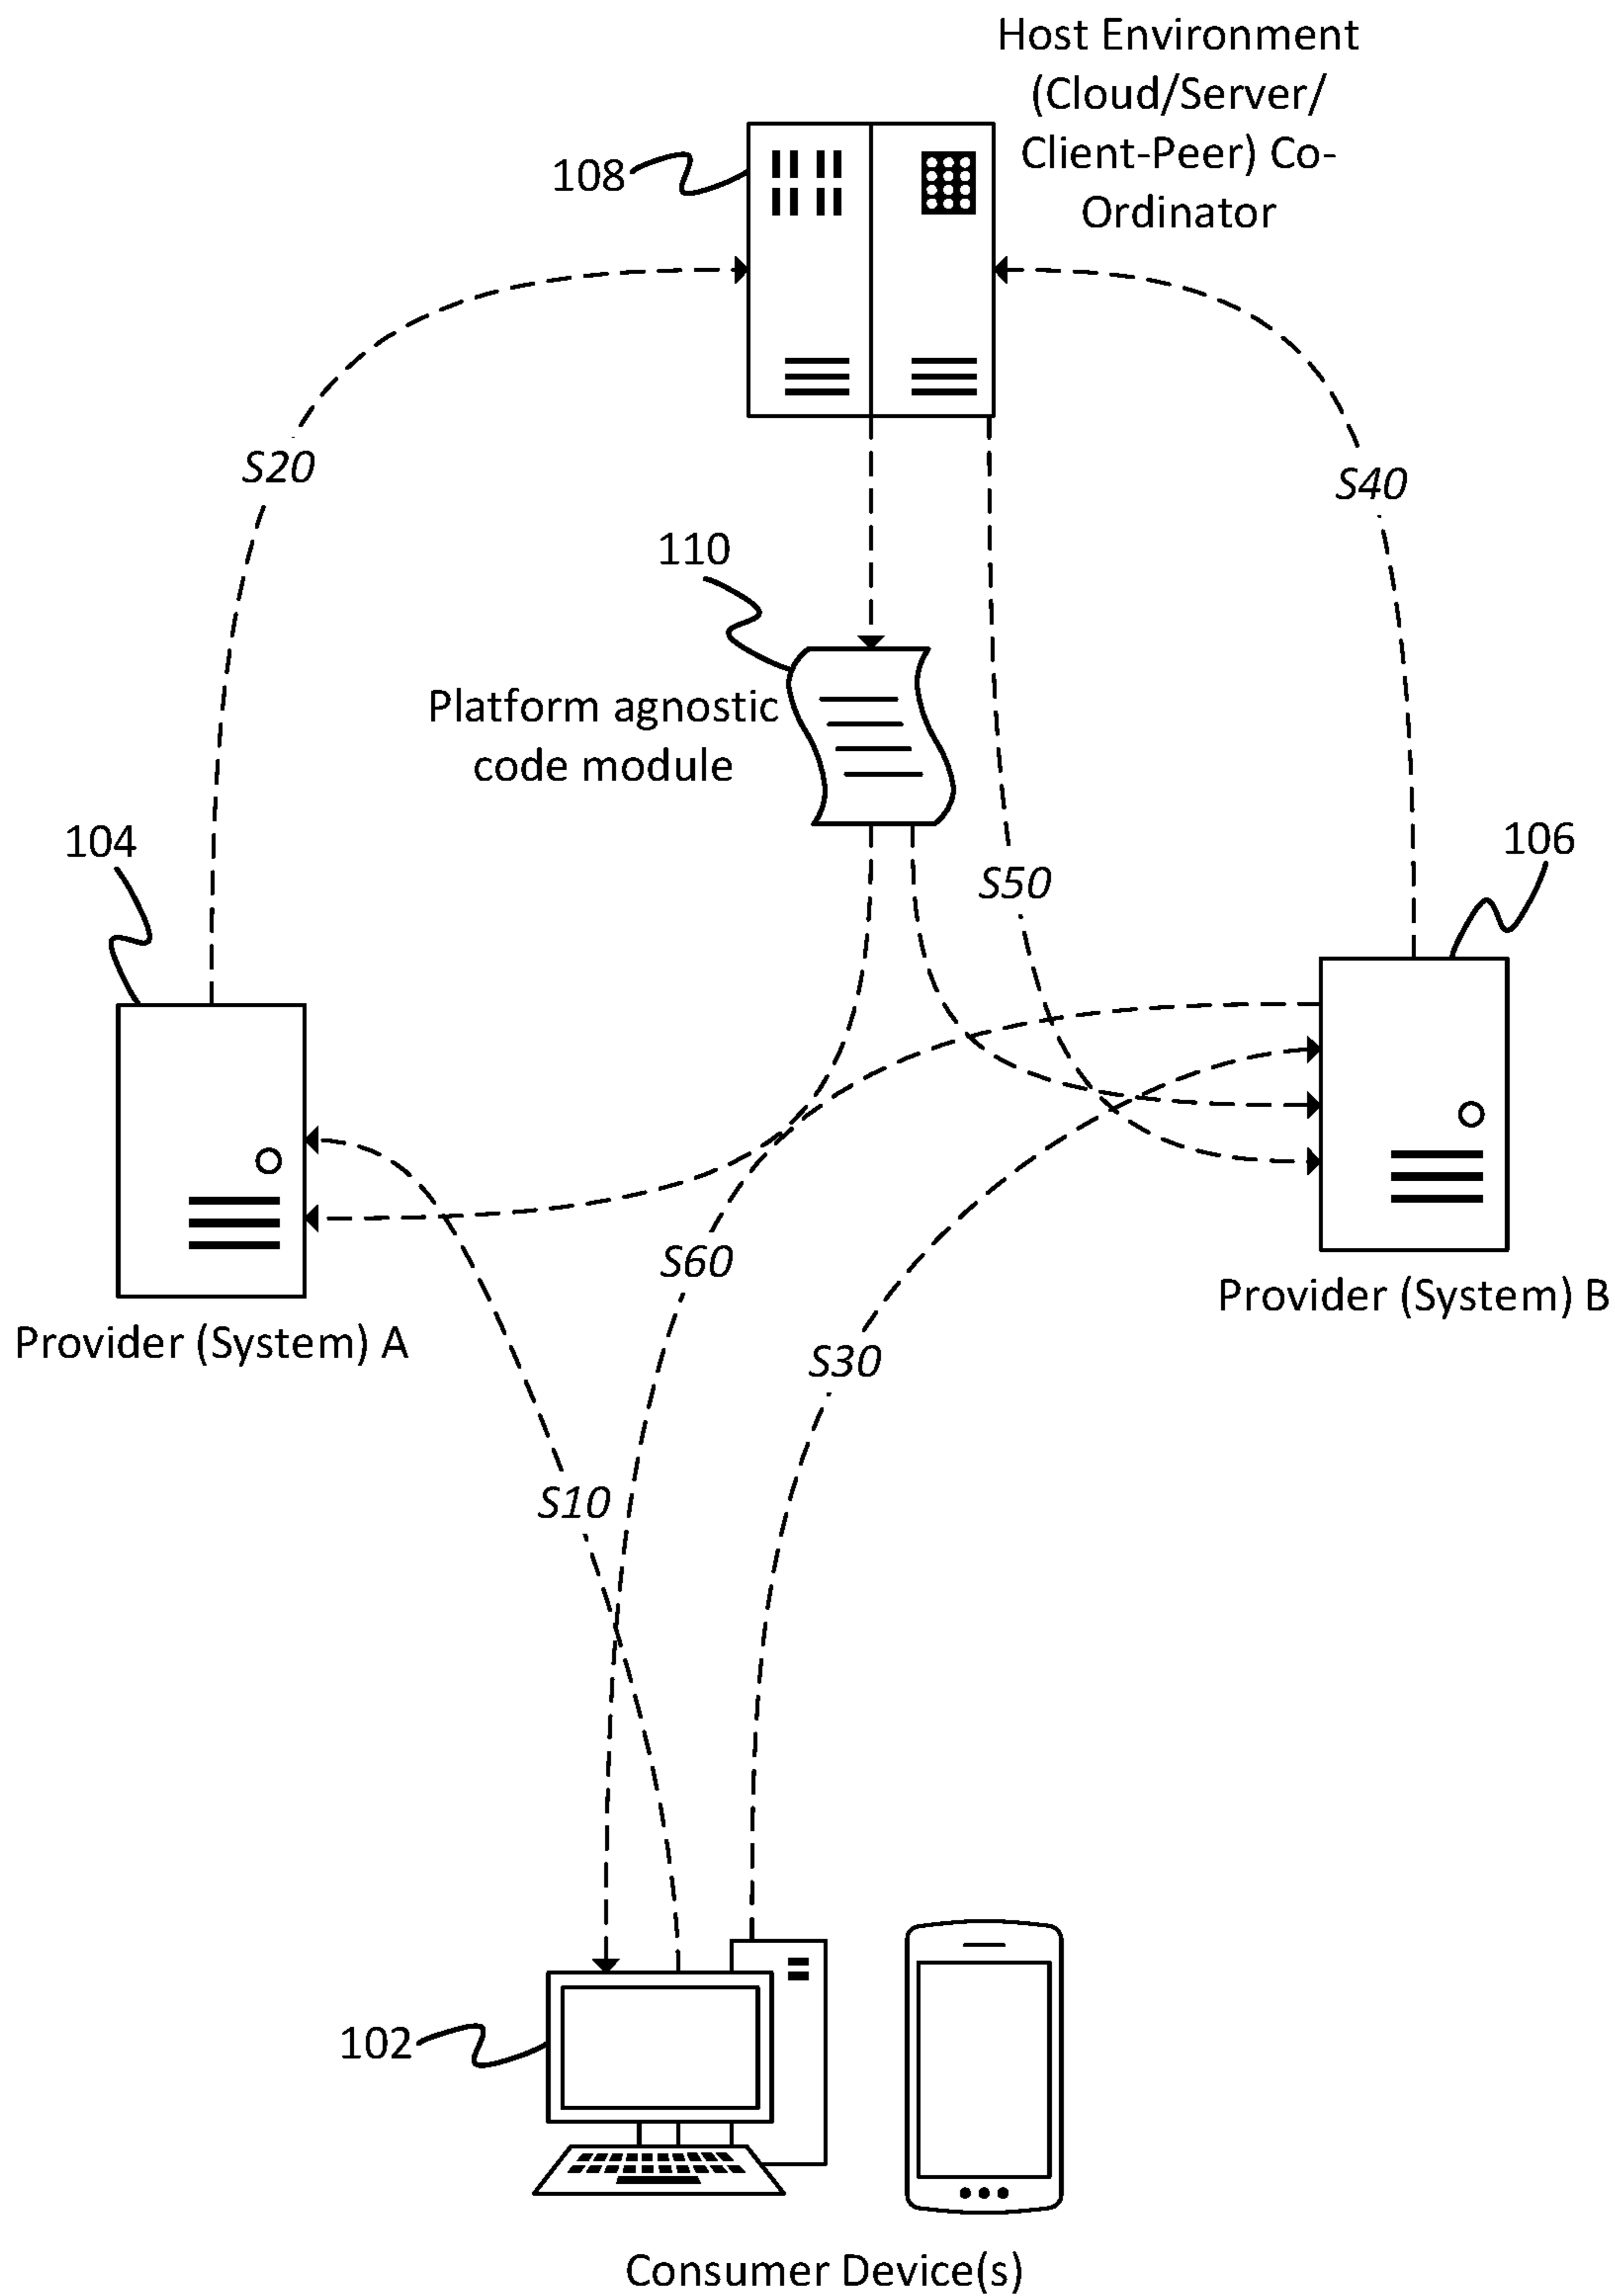 Host Environment
(Cloud/Server/
Client-Peer) Co-
Ordinator
108
S20
S40
110
Platform agnostic
code module
104
106
S50
S60
Provider (System) B
Provider (System) A
S30
S10
102
Consumer Device(s)